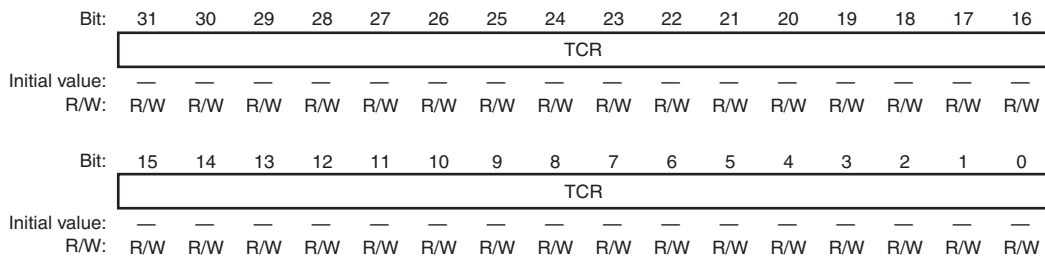 Bit: 31 30 29 28 27 26 25 24 23 22 21 20 19 18 17 16
TCR
Initial value: — — — — — — — — — — — — — — — —
R/W: R/W R/W R/W R/W R/W R/W R/W R/W R/W R/W R/W R/W R/W R/W R/W R/W
Bit: 15 14 13 12 11 10 9 8 7 6 5 4 3 2 1 0
TCR
Initial value: — — — — — — — — — — — — — — — —
R/W: R/W R/W R/W R/W R/W R/W R/W R/W R/W R/W R/W R/W R/W R/W R/W R/W